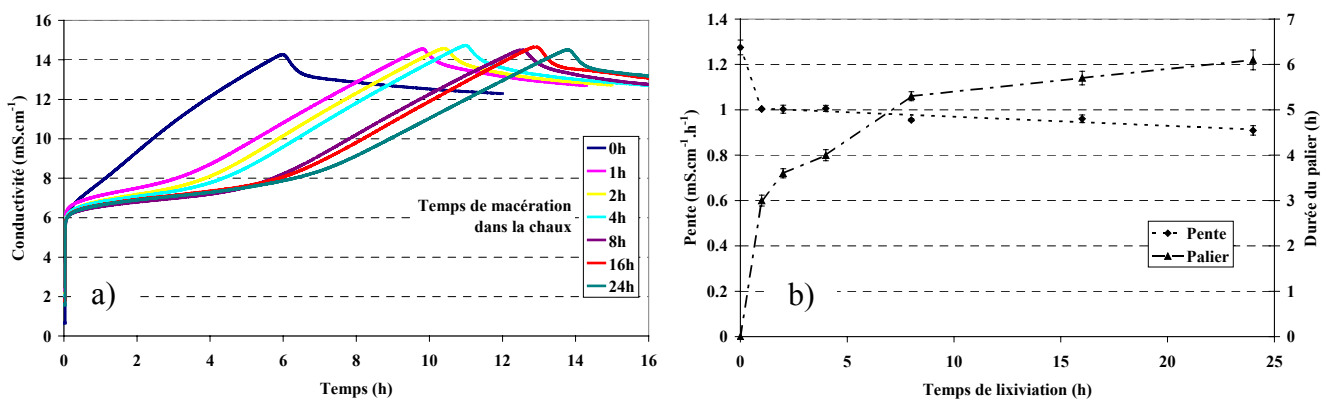 16
14
12
10
8
6
4
2
0
Conductivité (mS.cm-1)
0 2 4 6 8 10 12 14 16
Temps (h)
Temps de macération
dans la chaux
0h
1h
2h
4h
8h
16h
24h
a)
1.4
1.2
1
0.8
0.6
0.4
0.2
0
Pente (mS.cm-1.h-1)
0 5 10 15 20 25
Temps de lixiviation (h)
7
6
5
4
3
2
1
0
Durée du palier (h)
Pente
Palier
b)